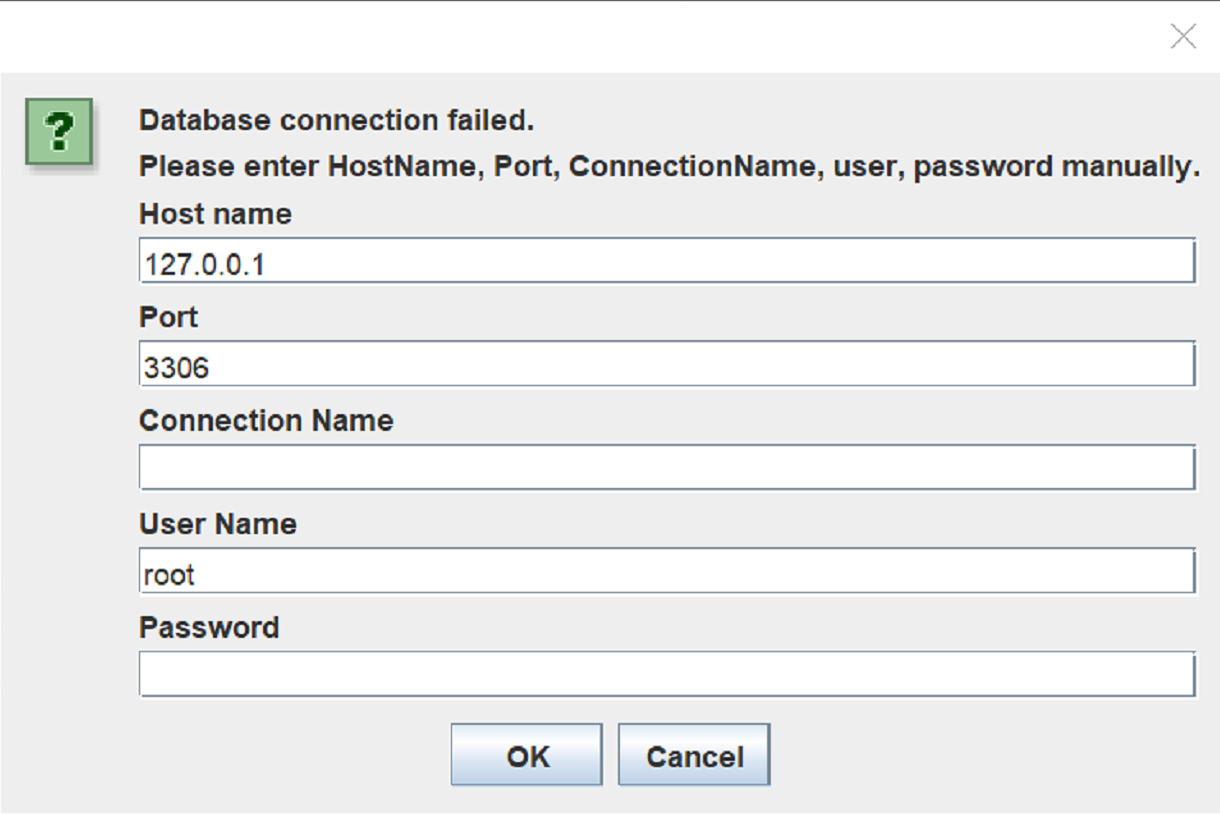 ?
Database connection failed.
Please enter HostName, Port, ConnectionName, user, password manually.
Host name
127.0.0.1
Port
3306
Connection Name
User Name
root
Password
OK Cancel